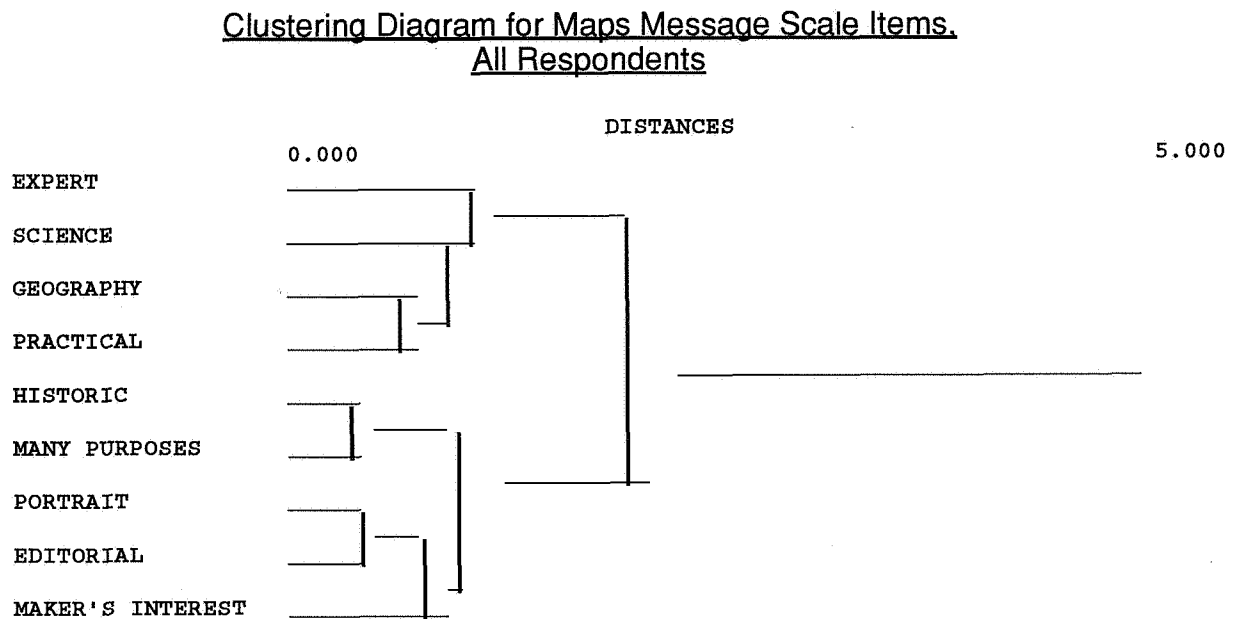 Clustering Diagram for Maps Message Scale Items,
All Respondents
DISTANCES
0.000 5.000
EXPERT
SCIENCE
GEOGRAPHY
PRACTICAL
HISTORIC
MANY PURPOSES
PORTRAIT
EDITORIAL
MAKER'S INTEREST